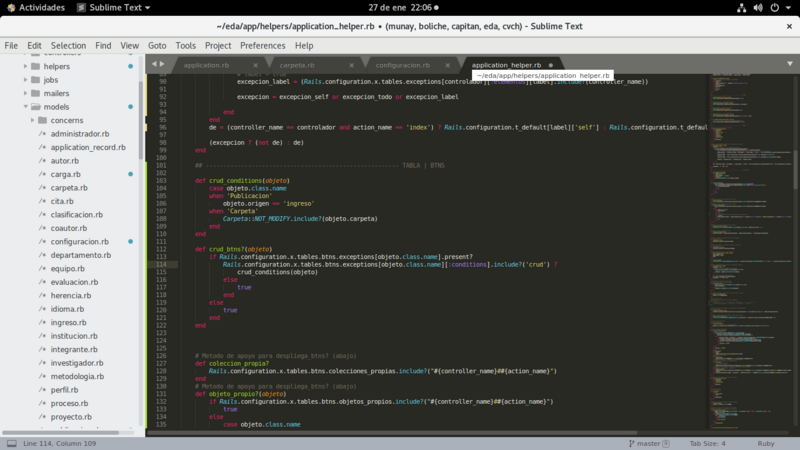 Actividades
Sublime Text
27 de ene 22:06
~/eda/app/helpers/application_helper.rb • (munay, boliche, capitan, eda, cvch) - Sublime Text
File Edit Selection Find View Goto Tools Project Preferences Help
helpers
jobs
mailers
models
concerns
administrador.rb
application_record.rb
autor.rb
carga.rb
carpeta.rb
cita.rb
clasificacion.rb
coautor.rb
configuracion.rb
departamento.rb
equipo.rb
evaluacion.rb
herencia.rb
idioma.rb
ingreso.rb
institucion.rb
integrante.rb
investigador.rb
metodologia.rb
perfil.rb
proceso.rb
proyecto.rb
application.rb
carpeta.rb
configuracion.rb
application_helper.rb
~/eda/app/helpers/application_helper.rb
90 excepcion_label = (Rails.configuration.x.tables.exceptions[controlador]
91
92 excepcion = excepcion_self or excepcion_todo or excepcion_label
93
94 end
95 end
96 de = (controller_name == controlador and action_name == 'index') ? Rails.configuration.t_default[label]['self'] : Rails.configuration.t_defau
97
98 (excepcion ? (not de) : de)
99 end
100
101 ## ---------------------------------------------------------------- TABLA | BTNS
102
103 def crud_conditions(objeto)
104 case objeto.class.name
105 when 'Publicacion'
106 objeto.origen == 'ingreso'
107 when 'Carpeta'
108 Carpeta::NOT_MODIFY.include?(objeto.carpeta)
109 end
110 end
111
112 def crud_btns?(objeto)
113 if Rails.configuration.x.tables.btns.exceptions[objeto.class.name].present?
114 Rails.configuration.x.tables.btns.exceptions[objeto.class.name][:conditions].include?('crud') ?
115 crud_conditions(objeto)
116 else
117 true
118 end
119 else
120 true
121 end
122 end
123
124
125
126 # Metodo de apoyo para despliega_btns? (abajo)
127 def coleccion_propia?
128 Rails.configuration.x.tables.btns.colecciones_propias.include?("#{controller_name}##{action_name}")
129 end
130 # Metodo de apoyo para despliega_btns? (abajo)
131 def objeto_propio?(objeto)
132 if Rails.configuration.x.tables.btns.objetos_propios.include?("#{controller_name}##{action_name}")
133 true
134 else
135 case objeto.class.name
Line 114, Column 109
master 9
Tab Size: 4
Ruby